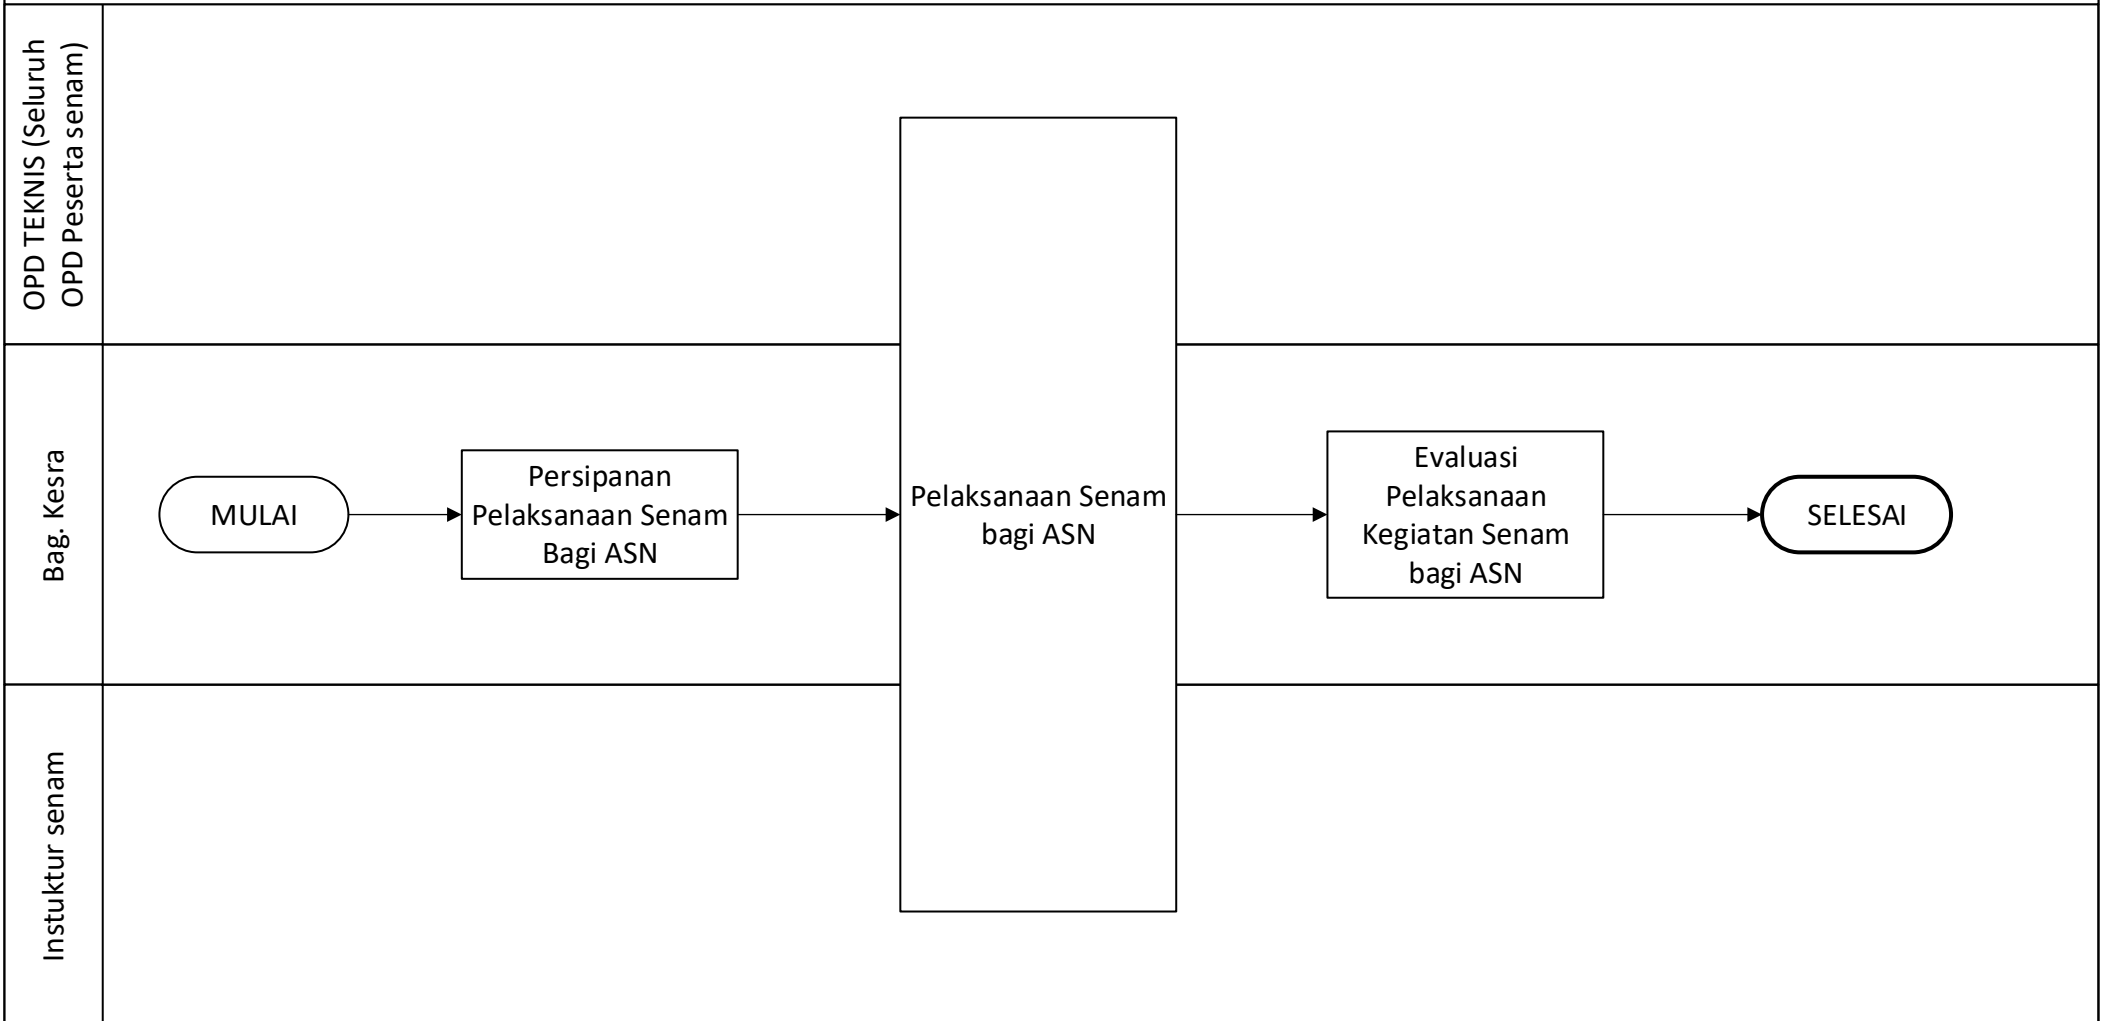 OPD TEKNIS (Seluruh
OPD Peserta senam)
Bag. Kesra
MULAI
Persipanan
Pelaksanaan Senam
Bagi ASN
Pelaksanaan Senam
bagi ASN
Evaluasi
Pelaksanaan
Kegiatan Senam
bagi ASN
SELESAI
Instuktur senam